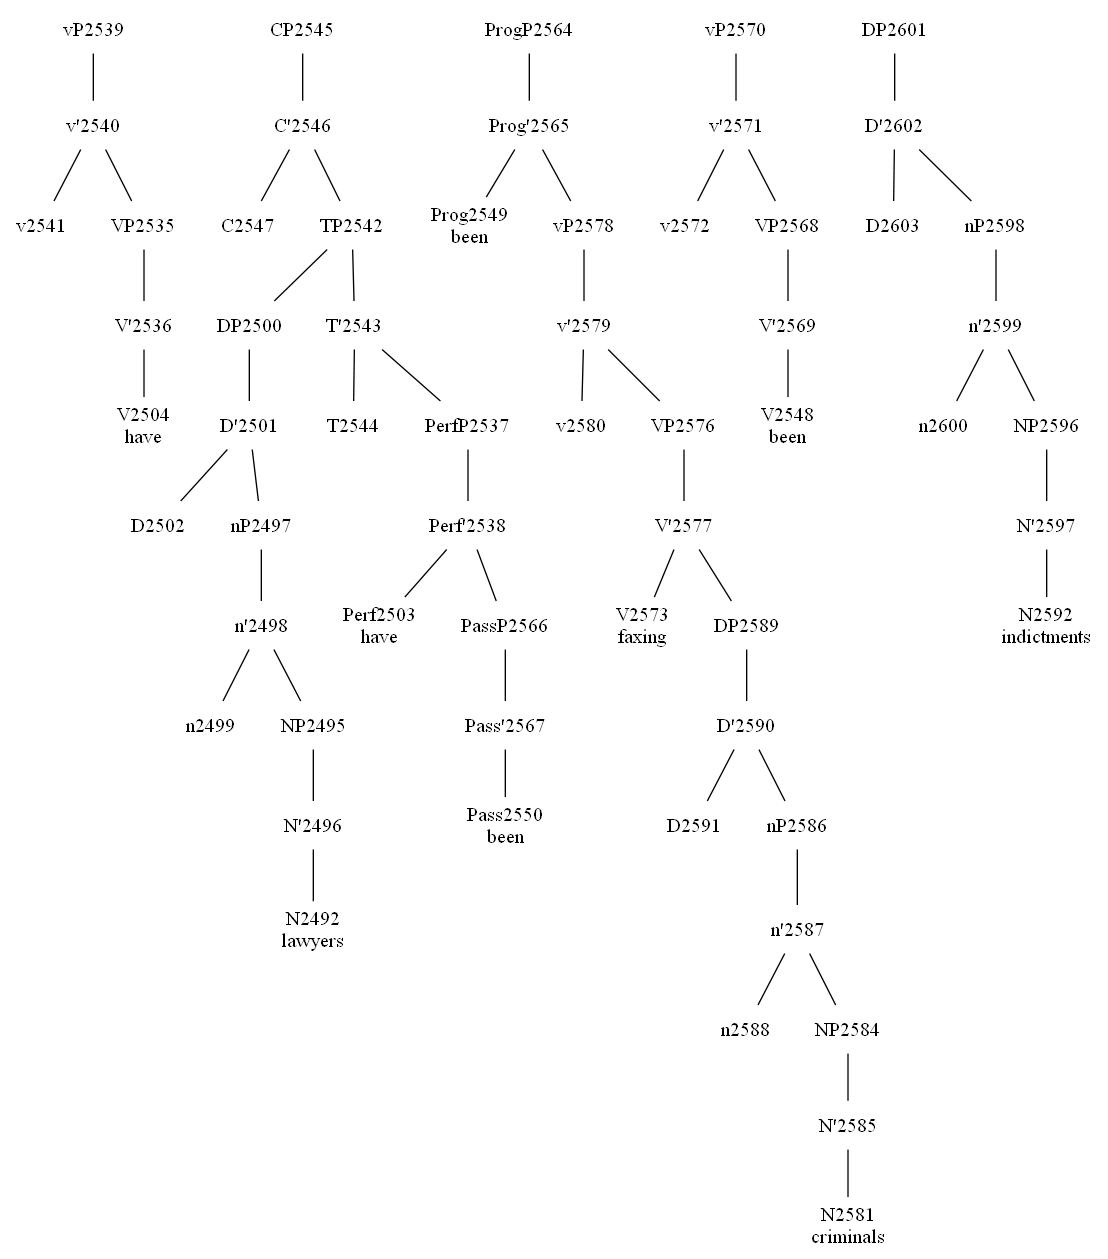 vP2539 CP2545 ProgP2564 vP2570 DP2601
v'2540 C'2546 Prog'2565 v'2571 D'2602
v2541 VP2535 C2547 TP2542 Prog2549 vP2578 v2572 VP2568 D2603 nP2598
been
V'2536 DP2500 T'2543 v'2579 V'2569 n'2599
V2504 D'2501 T2544 PerfP2537 v2580 VP2576 V2548 n2600 NP2596
have been
D2502 nP2497 Perf'2538 V'2577 N'2597
n'2498 Perf2503 PassP2566 V2573 DP2589 N2592
have faxing indictments
n2499 NP2495 Pass'2567 D'2590
N'2496 Pass2550 D2591 nP2586
been
N2492 n'2587
lawyers
n2588 NP2584
N'2585
N2581
criminals